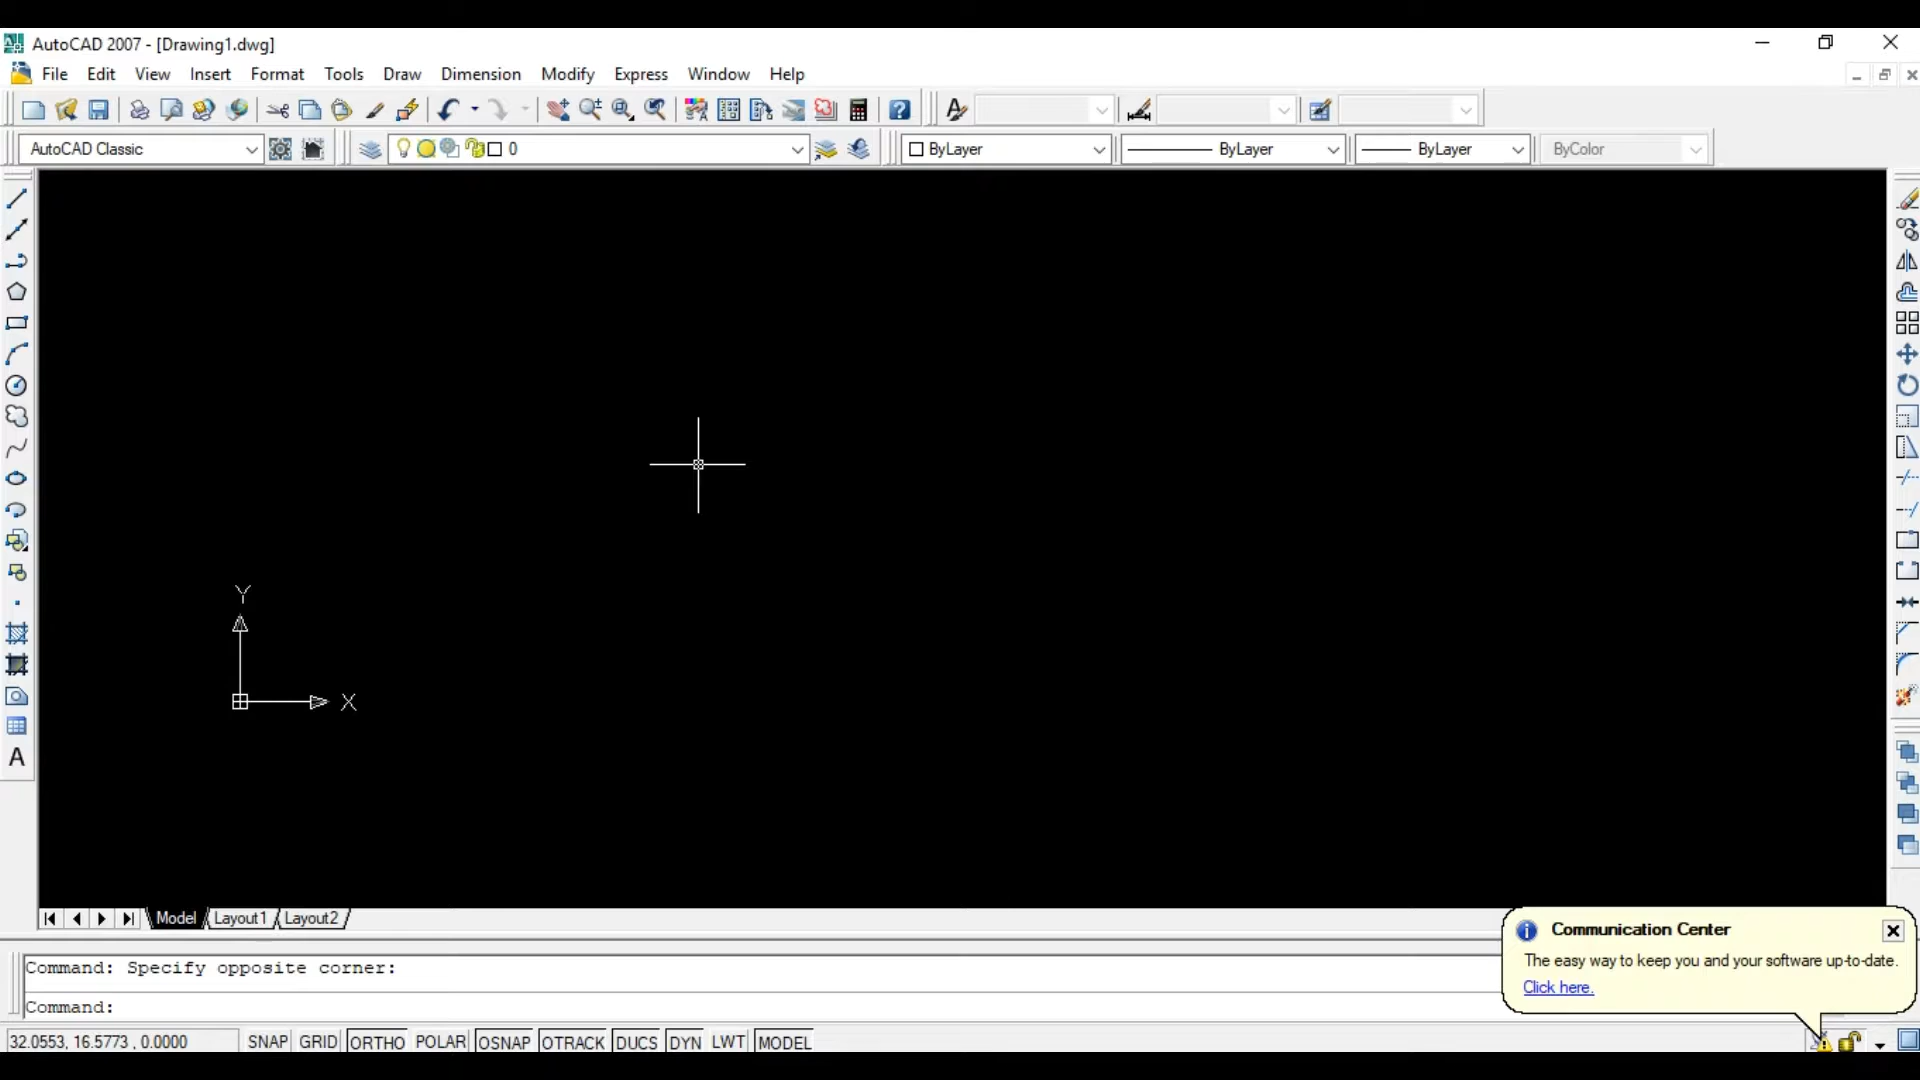 AutoCAD 2007 - [Drawing1.dwg]
File Edit View Insert Format Tools Draw Dimension Modify Express Window Help
AutoCAD Classic 0 ByLayer ByLayer ByLayer ByColor
Y
X
A
Model Layout1 Layout2
Communication Center
The easy way to keep you and your software up-to-date.
Click here.
Command: Specify opposite corner:
Command:
32.0553, 16.5773 , 0.0000 SNAP GRID ORTHO POLAR OSNAP OTRACK DUCS DYN LWT MODEL